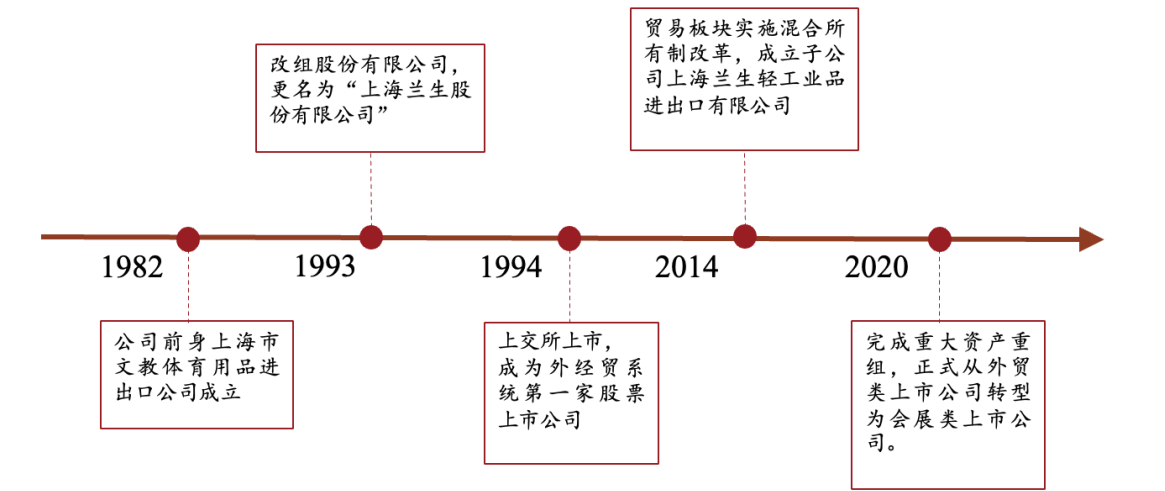 改组股份有限公司，
更名为“上海兰生股
份有限公司”
贸易板块实施混合所
有制改革，成立子公
司上海兰生轻工业品
进出口有限公司
1982
1993
1994
2014
2020
公司前身上海市
文教体育用品进
出口公司成立
上交所上市，
成为外经贸系
统第一家股票
上市公司
完成重大资产重
组，正式从外贸
类上市公司转型
为会展类上市公
司。